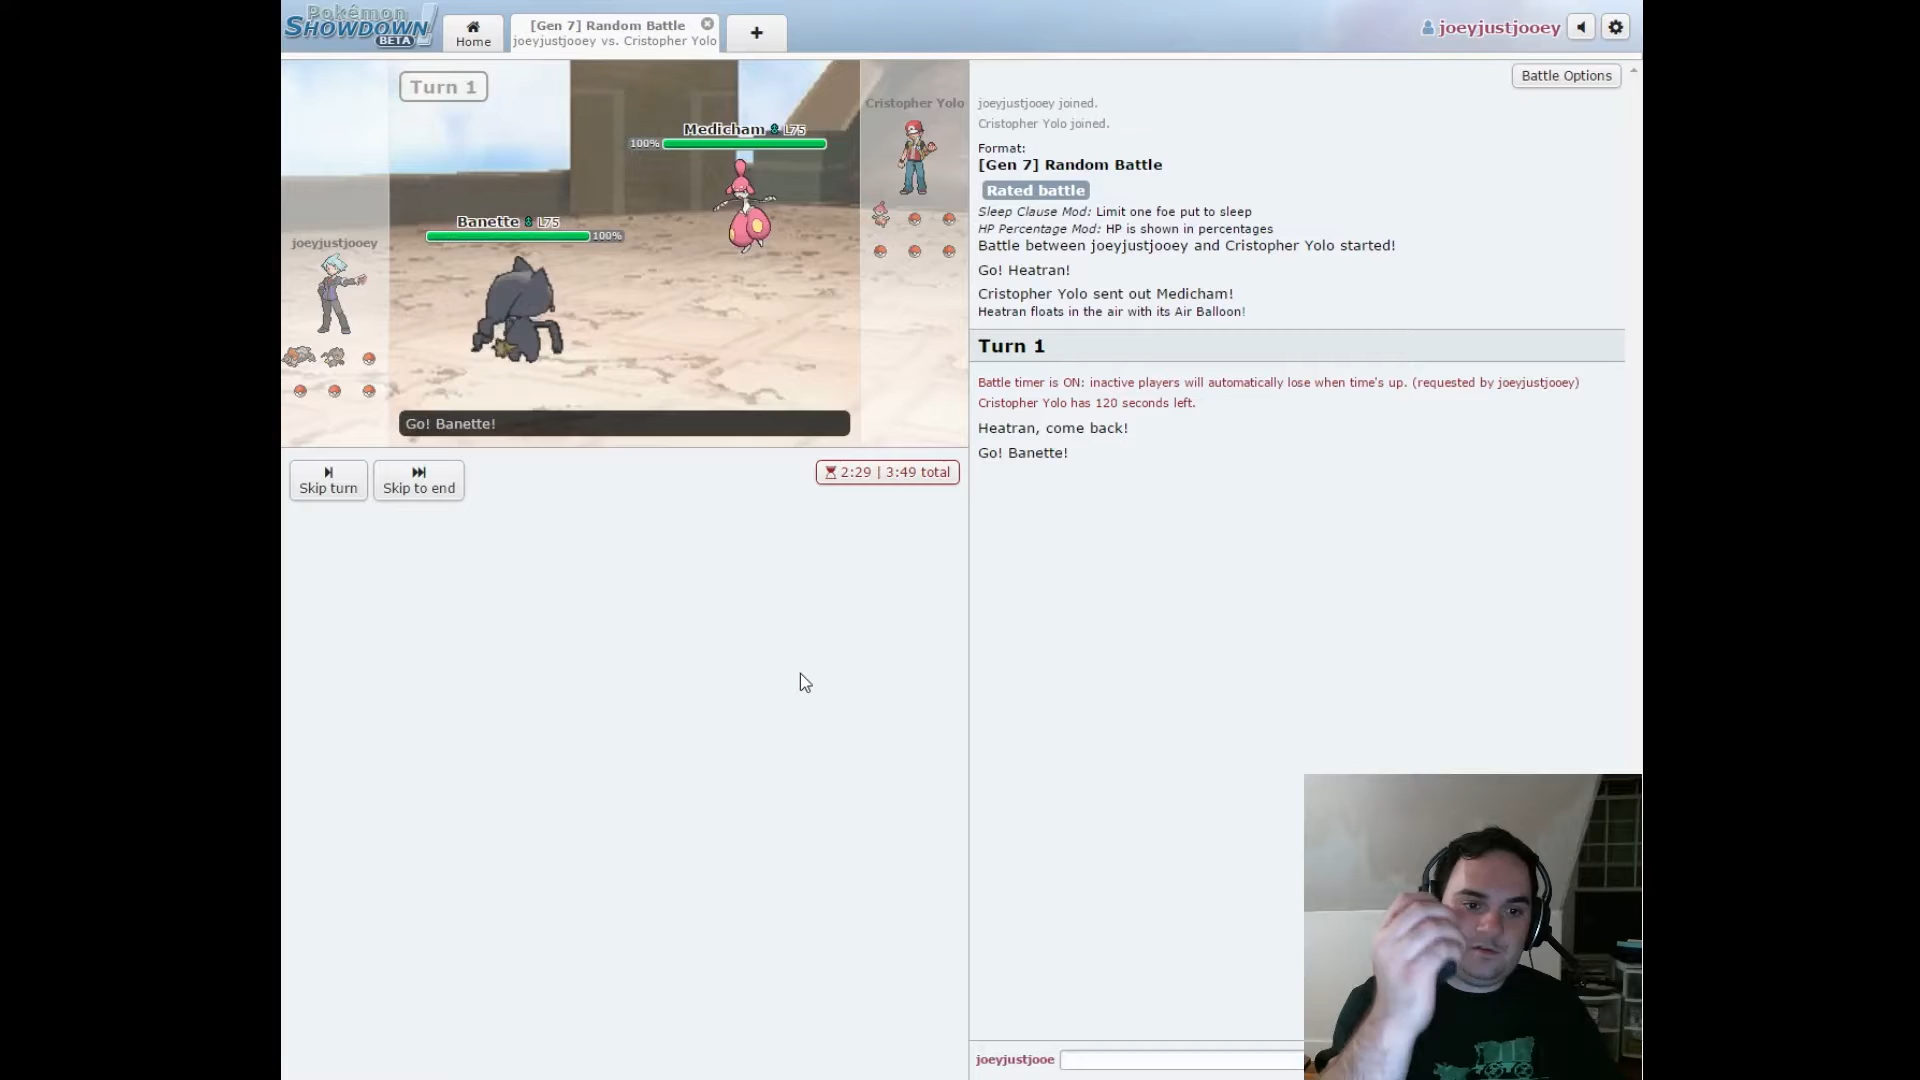 Pokémon
SHOWDOWN!
BETA
Home
[Gen 7] Random Battle
joeyjustjooey vs. Cristopher Yolo
+
joeyjustjooey
Turn 1
Medicham L75
100%
Banette L75
100%
joeyjustjooey
Cristopher Yolo
Go! Banette!
Skip turn
Skip to end
2:29 | 3:49 total
Battle Options
joeyjustjooey joined.
Cristopher Yolo joined.
Format:
[Gen 7] Random Battle
Rated battle
Sleep Clause Mod: Limit one foe put to sleep
HP Percentage Mod: HP is shown in percentages
Battle between joeyjustjooey and Cristopher Yolo started!
Go! Heatran!
Cristopher Yolo sent out Medicham!
Heatran floats in the air with its Air Balloon!
Turn 1
Battle timer is ON: inactive players will automatically lose when time's up. (requested by joeyjustjooey)
Cristopher Yolo has 120 seconds left.
Heatran, come back!
Go! Banette!
joeyjustjooe